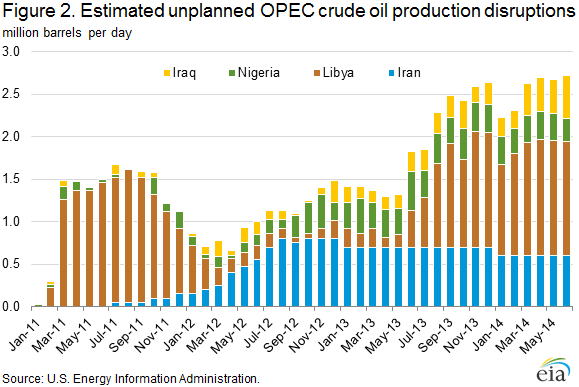 Figure 2. Estimated unplanned OPEC crude oil production disruptions
million barrels per day
3.0
Iraq Nigeria Libya Iran
2.5
2.0
1.5
1.0
0.5
0.0
Jan-11 Mar-11 May-11 Jul-11 Sep-11 Nov-11 Jan-12 Mar-12 May-12 Jul-12 Sep-12 Nov-12 Jan-13 Mar-13 May-13 Jul-13 Sep-13 Nov-13 Jan-14 Mar-14 May-14
Source: U.S. Energy Information Administration.
eia